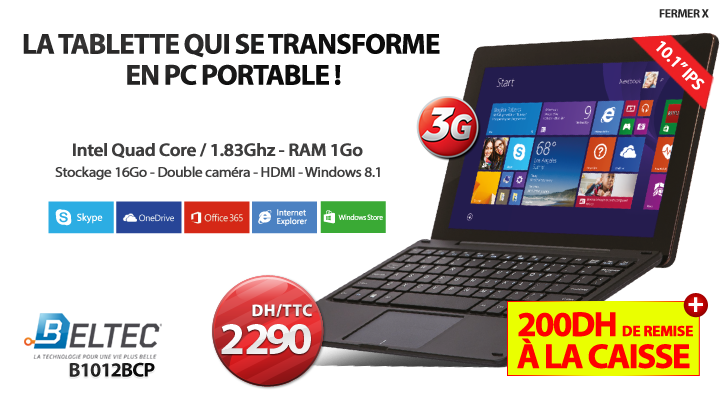 FERMER X
LA TABLETTE QUI SE TRANSFORME
EN PC PORTABLE !
10.1" IPS
Start
3G
9
68°
Intel Quad Core / 1.83Ghz - RAM 1Go
Stockage 16Go - Double caméra - HDMI - Windows 8.1
Skype
OneDrive
Office 365
Internet
Explorer
Windows Store
DH/TTC
2290
200DH DE REMISE
À LA CAISSE
+
BELTEC
LA TECHNOLOGIE POUR UNE VIE PLUS BELLE
B1012BCP